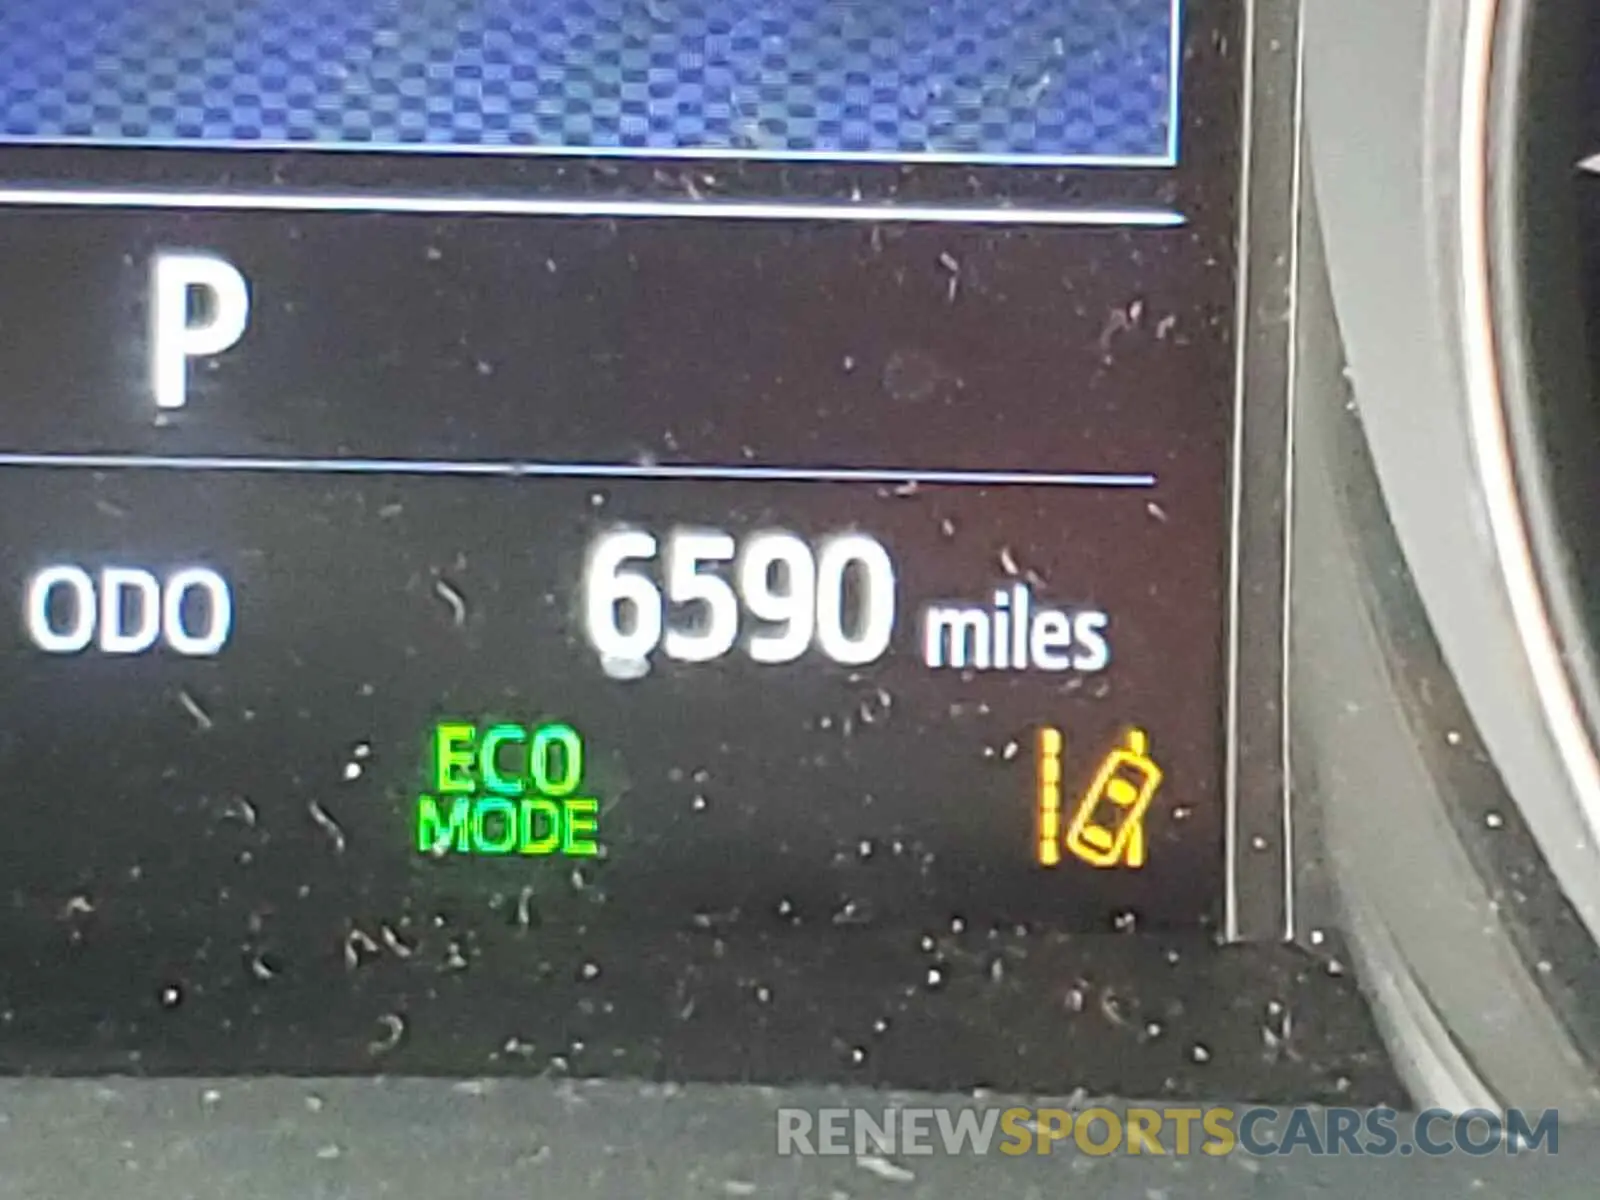 P
ODO 6590 miles
ECO
MODE
RENEWSPORTSCARS.COM